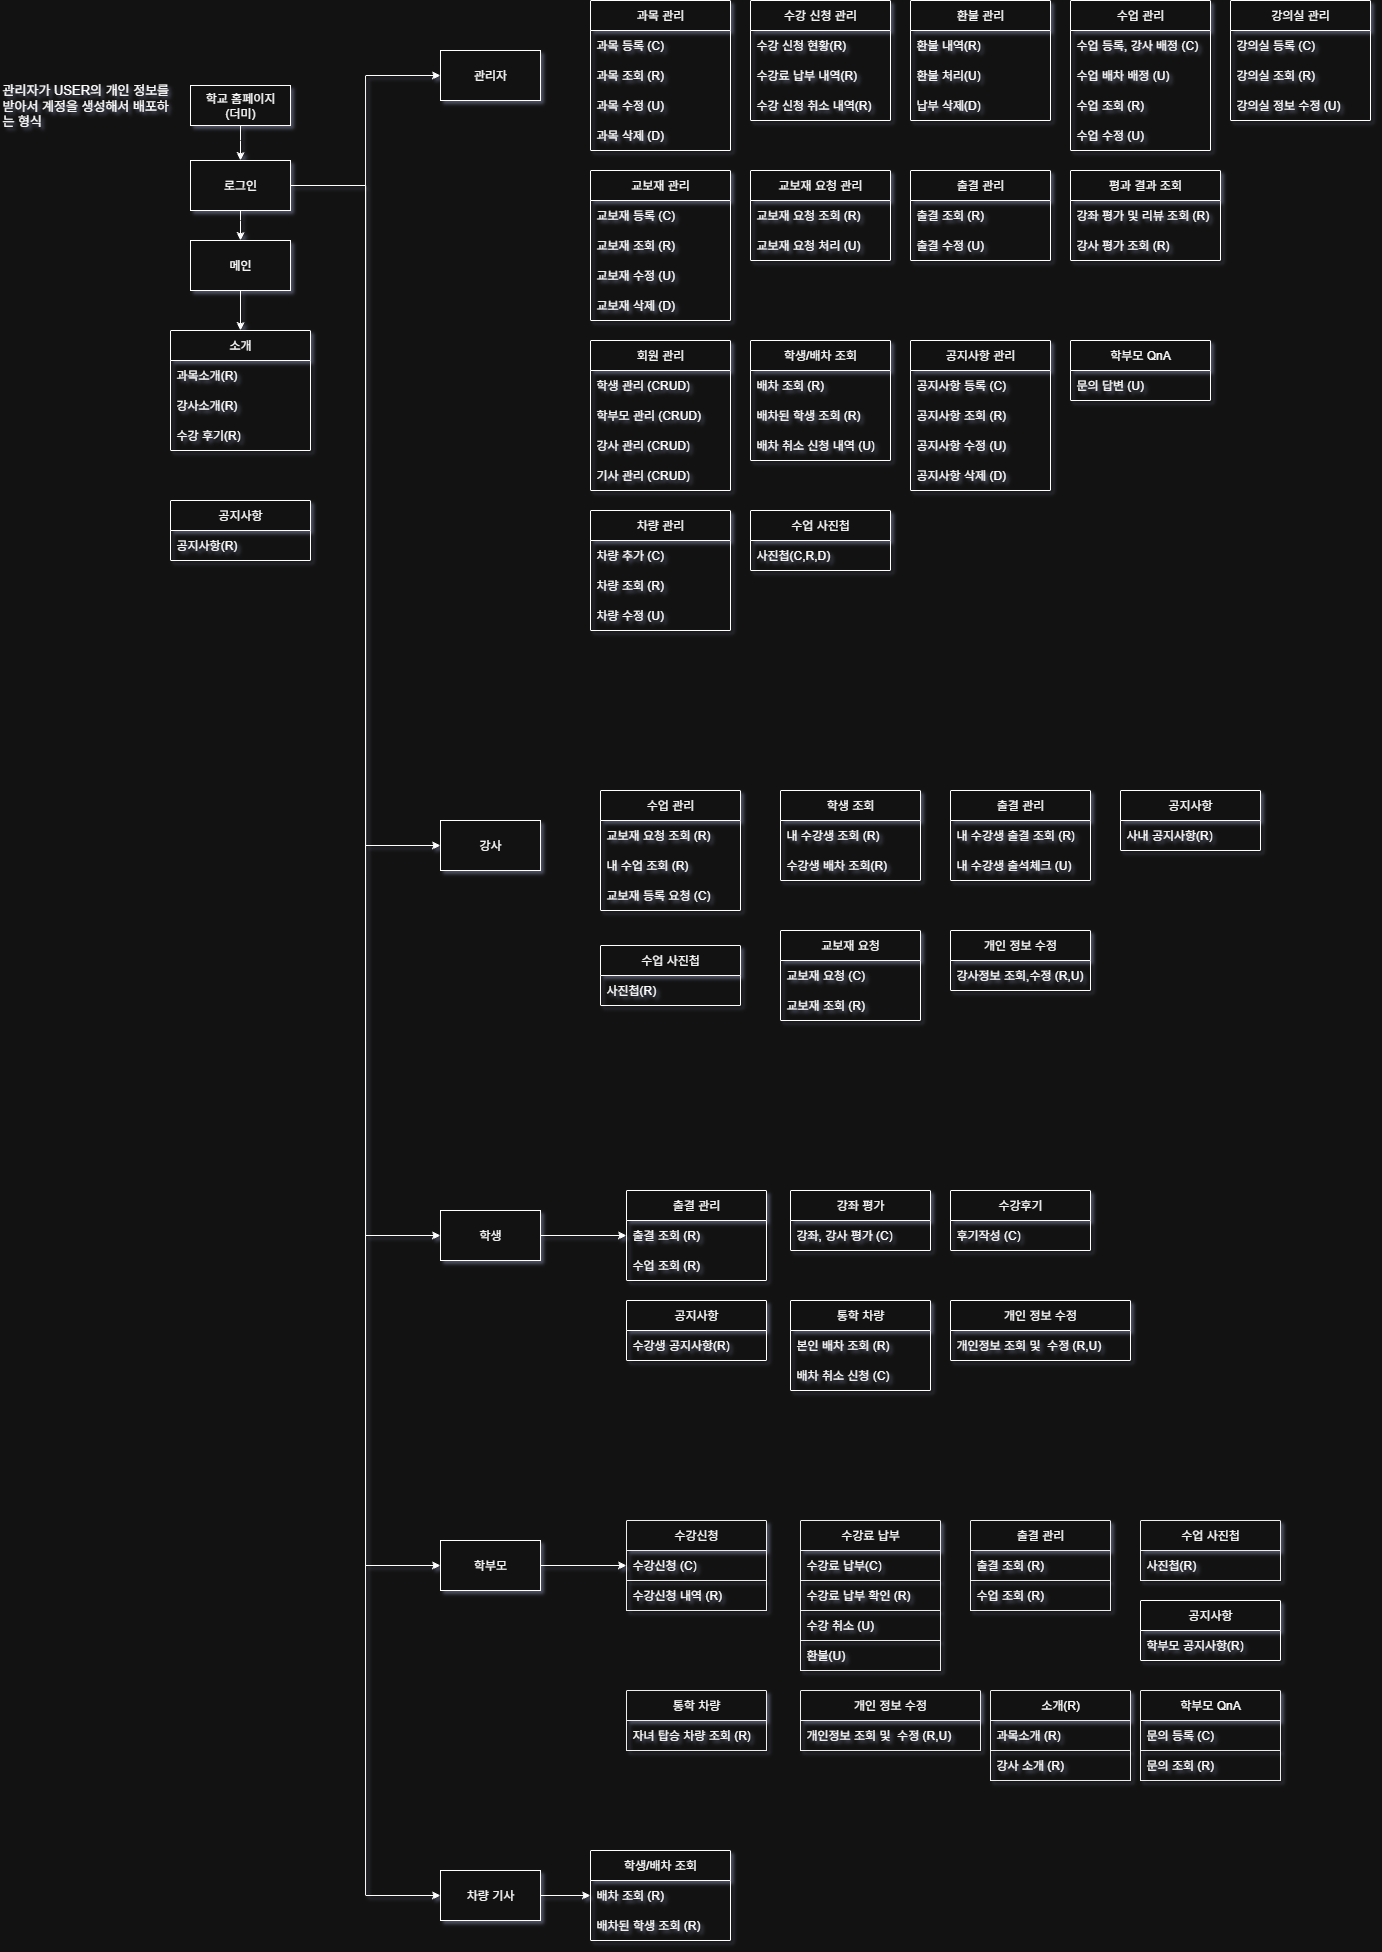 관리자가 USER의 개인 정보를
받아서 계정을 생성해서 배포하
는 형식
학교 홈페이지
(더미)
로그인
메인
소개
과목소개(R)
강사소개(R)
수강 후기(R)
공지사항
공지사항(R)
관리자
과목 관리
과목 등록 (C)
과목 조회 (R)
과목 수정 (U)
과목 삭제 (D)
수강 신청 관리
수강 신청 현황(R)
수강료 납부 내역(R)
수강 신청 취소 내역(R)
환불 관리
환불 내역(R)
환불 처리(U)
납부 삭제(D)
수업 관리
수업 등록, 강사 배정 (C)
수업 배차 배정 (U)
수업 조회 (R)
수업 수정 (U)
강의실 관리
강의실 등록 (C)
강의실 조회 (R)
강의실 정보 수정 (U)
교보재 관리
교보재 등록 (C)
교보재 조회 (R)
교보재 수정 (U)
교보재 삭제 (D)
교보재 요청 관리
교보재 요청 조회 (R)
교보재 요청 처리 (U)
출결 관리
출결 조회 (R)
출결 수정 (U)
평과 결과 조회
강좌 평가 및 리뷰 조회 (R)
강사 평가 조회 (R)
회원 관리
학생 관리 (CRUD)
학부모 관리 (CRUD)
강사 관리 (CRUD)
기사 관리 (CRUD)
학생/배차 조회
배차 조회 (R)
배차된 학생 조회 (R)
배차 취소 신청 내역 (U)
공지사항 관리
공지사항 등록 (C)
공지사항 조회 (R)
공지사항 수정 (U)
공지사항 삭제 (D)
학부모 QnA
문의 답변 (U)
차량 관리
차량 추가 (C)
차량 조회 (R)
차량 수정 (U)
수업 사진첩
사진첩(C,R,D)
강사
수업 관리
교보재 요청 조회 (R)
내 수업 조회 (R)
교보재 등록 요청 (C)
학생 조회
내 수강생 조회 (R)
수강생 배차 조회(R)
출결 관리
내 수강생 출결 조회 (R)
내 수강생 출석체크 (U)
공지사항
사내 공지사항(R)
수업 사진첩
사진첩(R)
교보재 요청
교보재 요청 (C)
교보재 조회 (R)
개인 정보 수정
강사정보 조회,수정 (R,U)
학생
출결 관리
출결 조회 (R)
수업 조회 (R)
강좌 평가
강좌, 강사 평가 (C)
수강후기
후기작성 (C)
공지사항
수강생 공지사항(R)
통학 차량
본인 배차 조회 (R)
배차 취소 신청 (C)
개인 정보 수정
개인정보 조회 및  수정 (R,U)
학부모
수강신청
수강신청 (C)
수강신청 내역 (R)
수강료 납부
수강료 납부(C)
수강료 납부 확인 (R)
수강 취소 (U)
환불(U)
출결 관리
출결 조회 (R)
수업 조회 (R)
수업 사진첩
사진첩(R)
공지사항
학부모 공지사항(R)
통학 차량
자녀 탑승 차량 조회 (R)
개인 정보 수정
개인정보 조회 및  수정 (R,U)
소개(R)
과목소개 (R)
강사 소개 (R)
학부모 QnA
문의 등록 (C)
문의 조회 (R)
차량 기사
학생/배차 조회
배차 조회 (R)
배차된 학생 조회 (R)